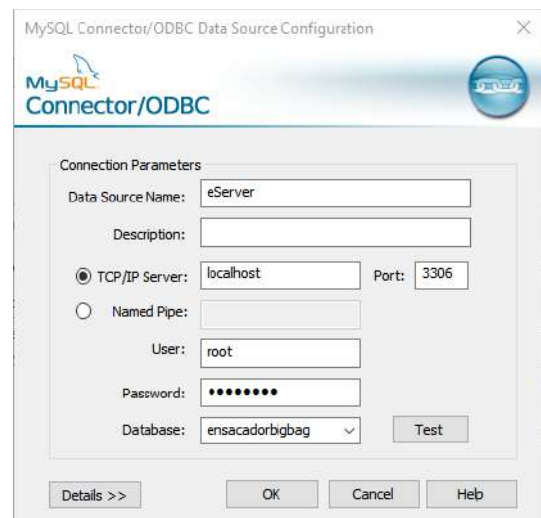 MySQL Connector/ODBC Data Source Configuration
MySQL
Connector/ODBC
Connection Parameters
Data Source Name: eServer
Description:
TCP/IP Server: localhost Port: 3306
Named Pipe:
User: root
Password: ••••••••
Database: ensacadorbigbag Test
Details >> OK Cancel Help